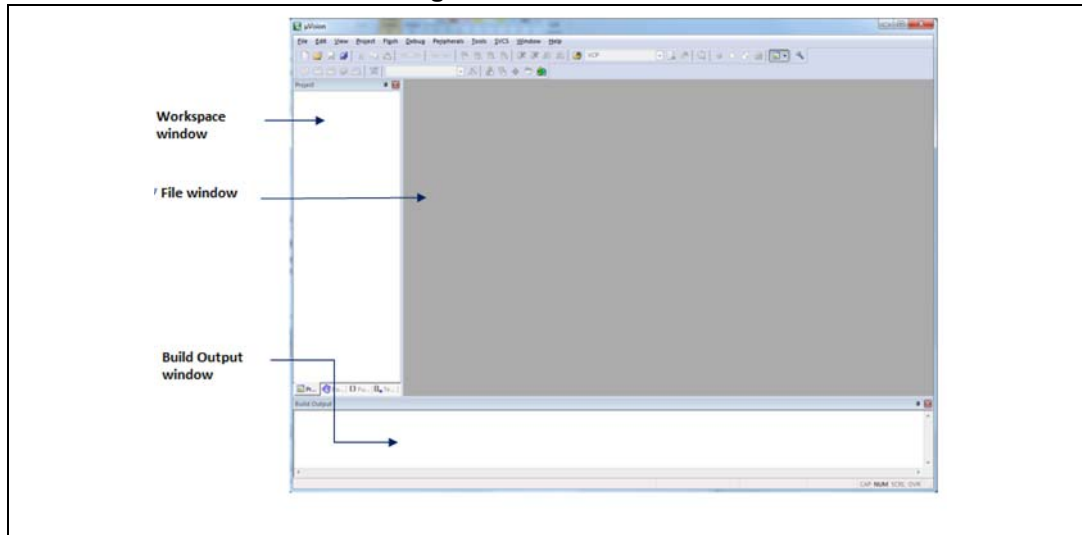 µVision
File Edit View Project Flash Debug Peripherals Tools SVCS Window Help
VCP
Project
Workspace
window
File window
Build Output
window
Build Output
CAP NUM SCRL OVR